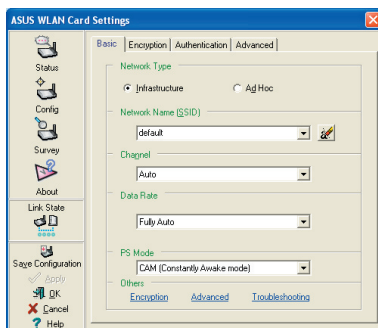 ASUS WLAN Card Settings
Status
Config
Survey
About
Link State
Save Configuration
Apply
OK
Cancel
Help
Basic Encryption Authentication Advanced
Network Type
Infrastructure Ad Hoc
Network Name (SSID)
default
Channel
Auto
Data Rate
Fully Auto
PS Mode
CAM (Constantly Awake mode)
Others
Encryption Advanced Troubleshooting